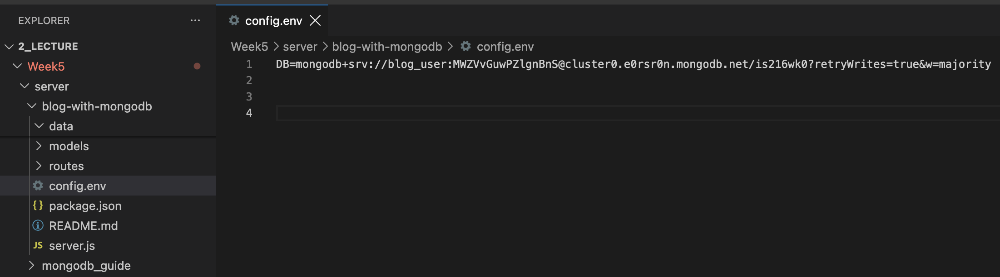 EXPLORER ...
2_LECTURE
Week5
server
blog-with-mongodb
data
models
routes
config.env
package.json
README.md
JS server.js
mongodb_guide
config.env
Week5 > server > blog-with-mongodb > config.env
1 DB=mongodb+srv://blog_user:MWZVvGuwPZlgnBnS@cluster0.e0rsr0n.mongodb.net/is216wk0?retryWrites=true&w=majority
2
3
4